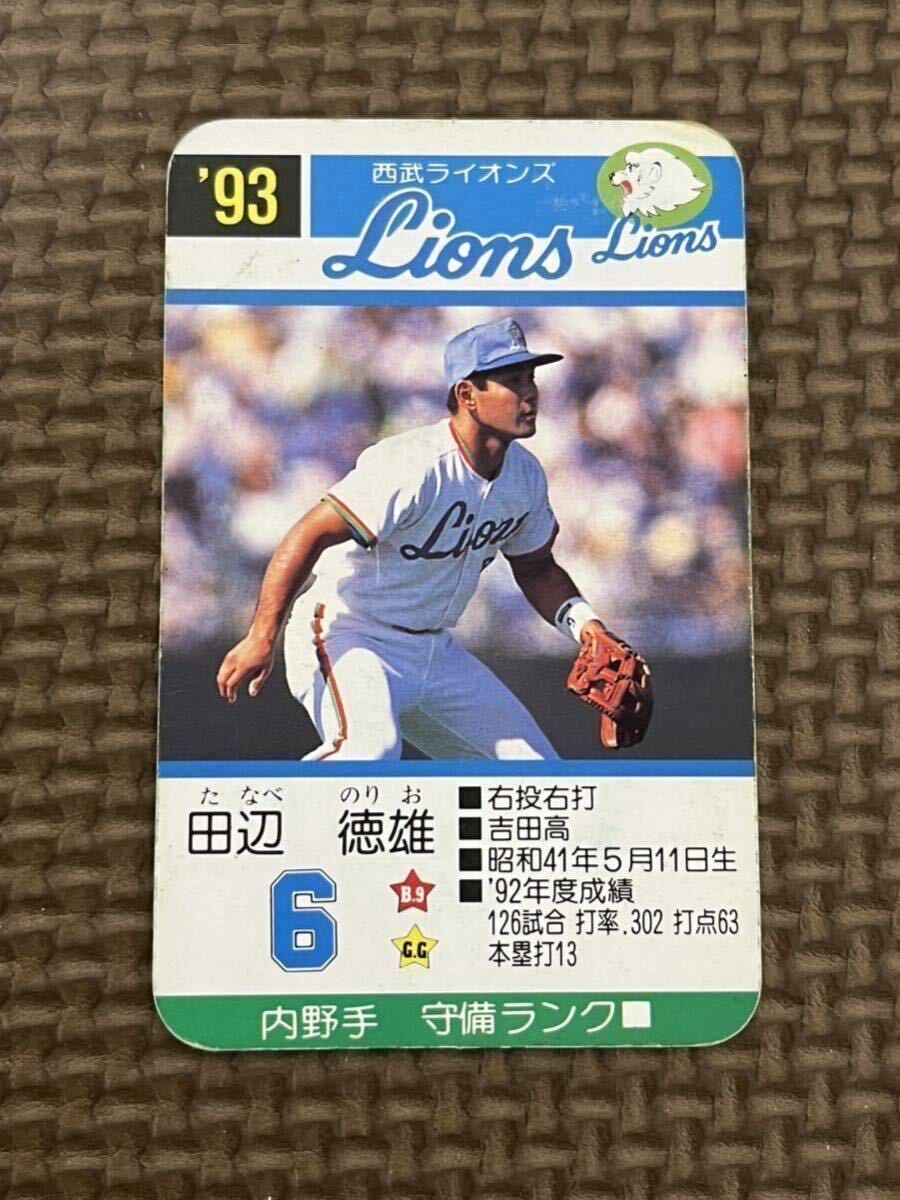 '93
西武ライオンズ
Lions
Lions
Lions
た なべ のり お
田辺 徳雄
6
B.9
G.G
■右投右打
■吉田高
■昭和41年5月11日生
■'92年度成績
126試合 打率.302 打点63
本塁打13
内野手 守備ランク■